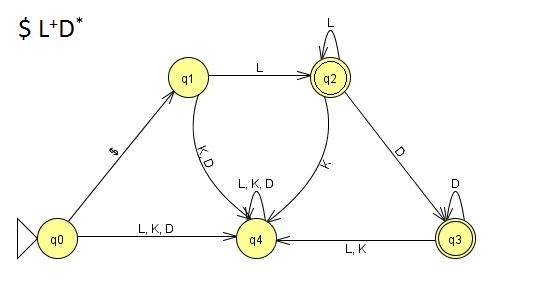 $ L⁺D*
L
q1
L
q2
$
K, D
K
D
L, K, D
D
q0
L, K, D
q4
L, K
q3